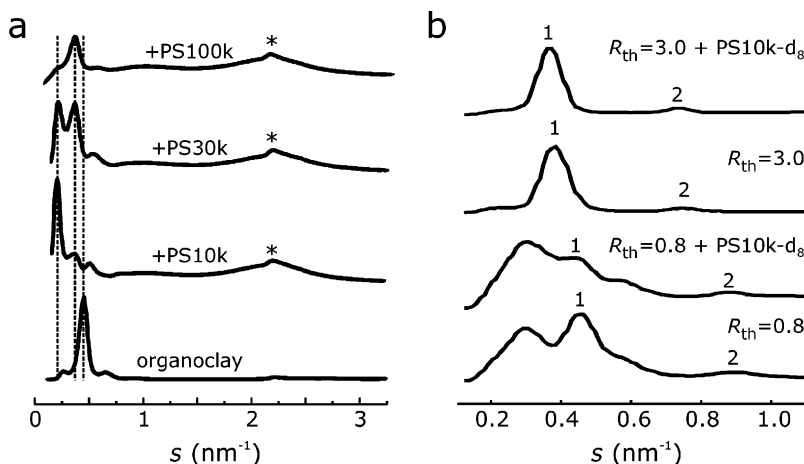 a
+PS100k
*
+PS30k
*
+PS10k
*
organoclay
0 1 2 3
s (nm⁻¹)
b
1
R_th=3.0 + PS10k-d₈
2
1
R_th=3.0
2
R_th=0.8 + PS10k-d₈
1
2
1
R_th=0.8
2
0.2 0.4 0.6 0.8 1.0
s (nm⁻¹)